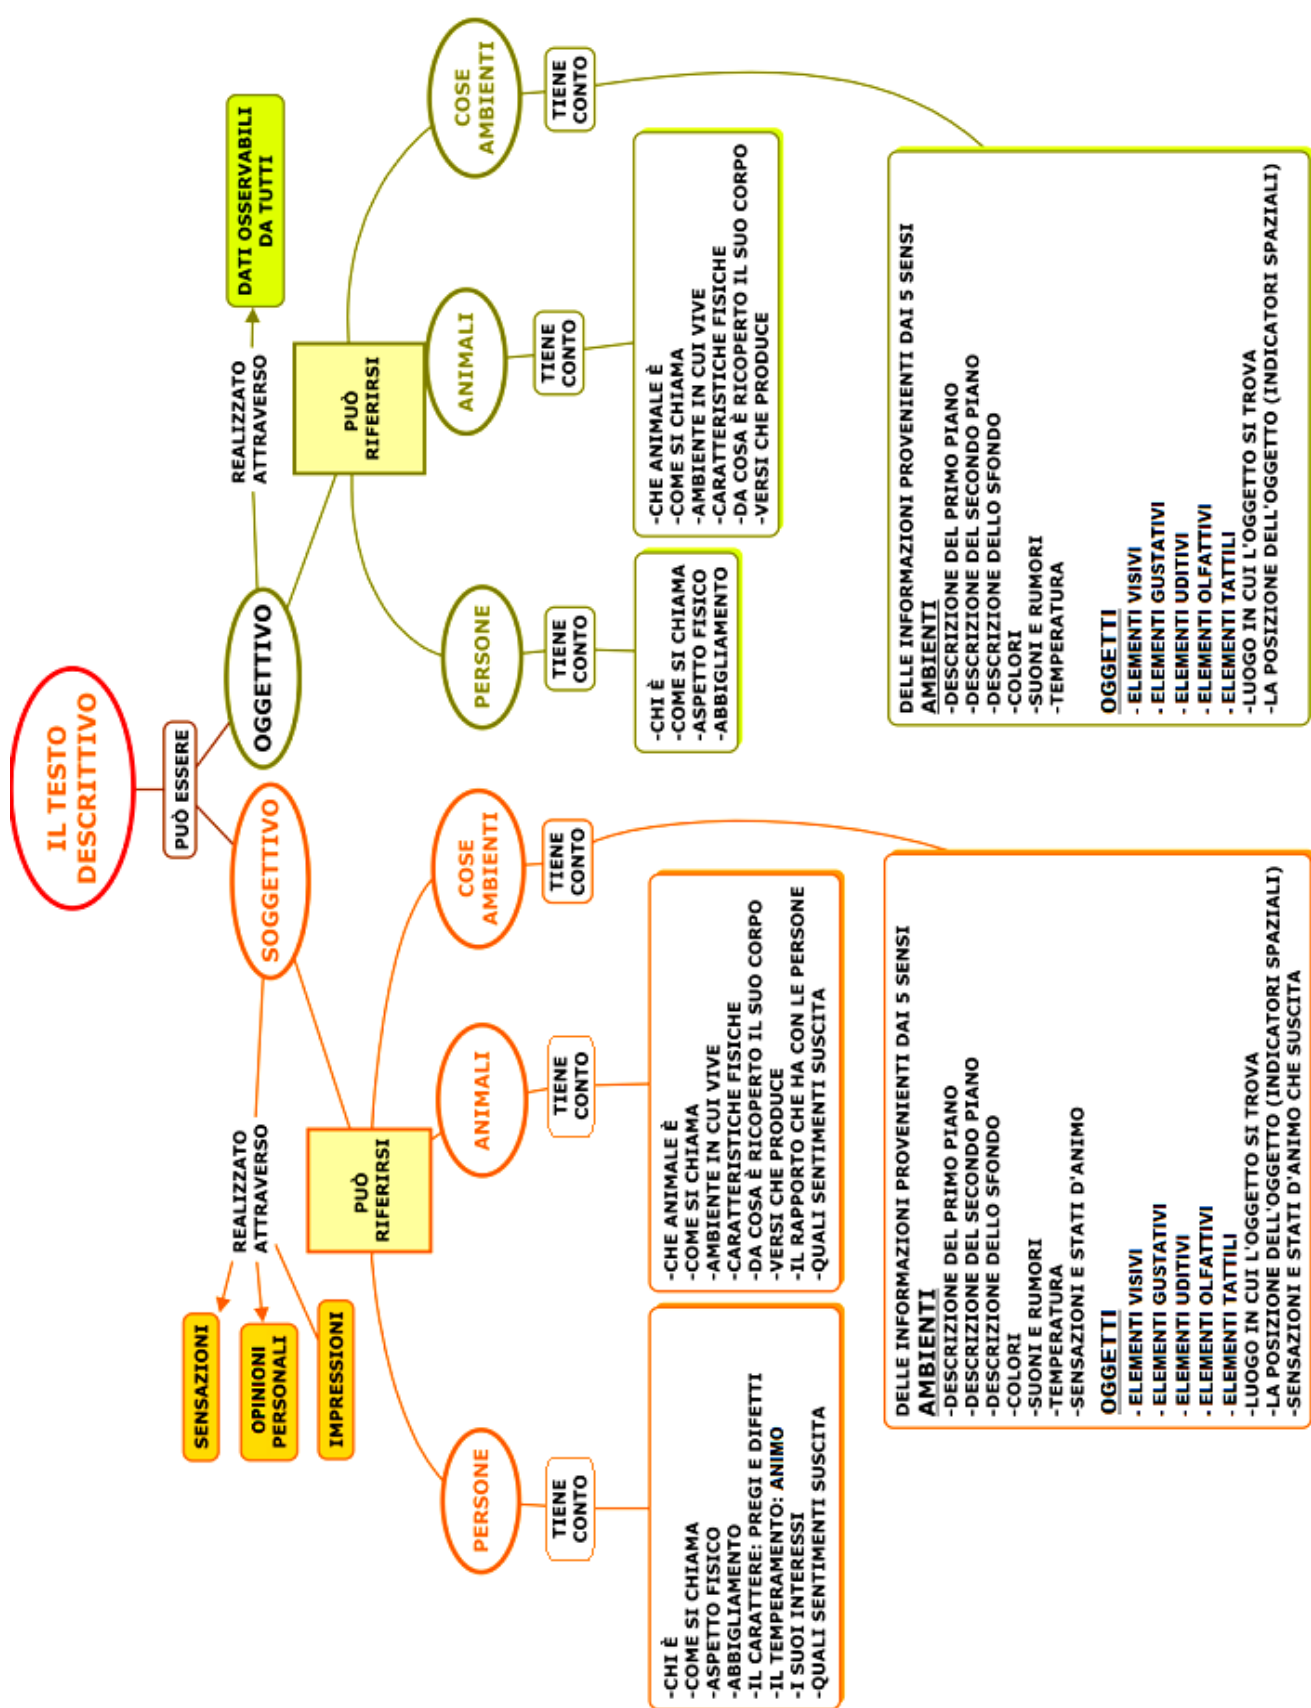 IL TESTO
DESCRITTIVO
PUÒ ESSERE
SOGGETTIVO
OGGETTIVO
REALIZZATO
ATTRAVERSO
SENSAZIONI
OPINIONI
PERSONALI
IMPRESSIONI
PUÒ
RIFERIRSI
PERSONE
TIENE
CONTO
-CHI È
-COME SI CHIAMA
-ASPETTO FISICO
-ABBIGLIAMENTO
-IL CARATTERE: PREGI E DIFETTI
-IL TEMPERAMENTO: ANIMO
-I SUOI INTERESSI
-QUALI SENTIMENTI SUSCITA
ANIMALI
TIENE
CONTO
-CHE ANIMALE È
-COME SI CHIAMA
-AMBIENTE IN CUI VIVE
-CARATTERISTICHE FISICHE
-DA COSA È RICOPERTO IL SUO CORPO
-VERSI CHE PRODUCE
-IL RAPPORTO CHE HA CON LE PERSONE
-QUALI SENTIMENTI SUSCITA
COSE
AMBIENTI
TIENE
CONTO
DELLE INFORMAZIONI PROVENIENTI DAI 5 SENSI
AMBIENTI
-DESCRIZIONE DEL PRIMO PIANO
-DESCRIZIONE DEL SECONDO PIANO
-DESCRIZIONE DELLO SFONDO
-COLORI
-SUONI E RUMORI
-TEMPERATURA
-SENSAZIONI E STATI D'ANIMO
OGGETTI
- ELEMENTI VISIVI
- ELEMENTI GUSTATIVI
- ELEMENTI UDITIVI
- ELEMENTI OLFATTIVI
- ELEMENTI TATTILI
-LUOGO IN CUI L'OGGETTO SI TROVA
-LA POSIZIONE DELL'OGGETTO (INDICATORI SPAZIALI)
-SENSAZIONI E STATI D'ANIMO CHE SUSCITA
REALIZZATO
ATTRAVERSO
DATI OSSERVABILI
DA TUTTI
PUÒ
RIFERIRSI
PERSONE
TIENE
CONTO
-CHI È
-COME SI CHIAMA
-ASPETTO FISICO
-ABBIGLIAMENTO
ANIMALI
TIENE
CONTO
-CHE ANIMALE È
-COME SI CHIAMA
-AMBIENTE IN CUI VIVE
-CARATTERISTICHE FISICHE
-DA COSA È RICOPERTO IL SUO CORPO
-VERSI CHE PRODUCE
COSE
AMBIENTI
TIENE
CONTO
DELLE INFORMAZIONI PROVENIENTI DAI 5 SENSI
AMBIENTI
-DESCRIZIONE DEL PRIMO PIANO
-DESCRIZIONE DEL SECONDO PIANO
-DESCRIZIONE DELLO SFONDO
-COLORI
-SUONI E RUMORI
-TEMPERATURA
OGGETTI
- ELEMENTI VISIVI
- ELEMENTI GUSTATIVI
- ELEMENTI UDITIVI
- ELEMENTI OLFATTIVI
- ELEMENTI TATTILI
-LUOGO IN CUI L'OGGETTO SI TROVA
-LA POSIZIONE DELL'OGGETTO (INDICATORI SPAZIALI)